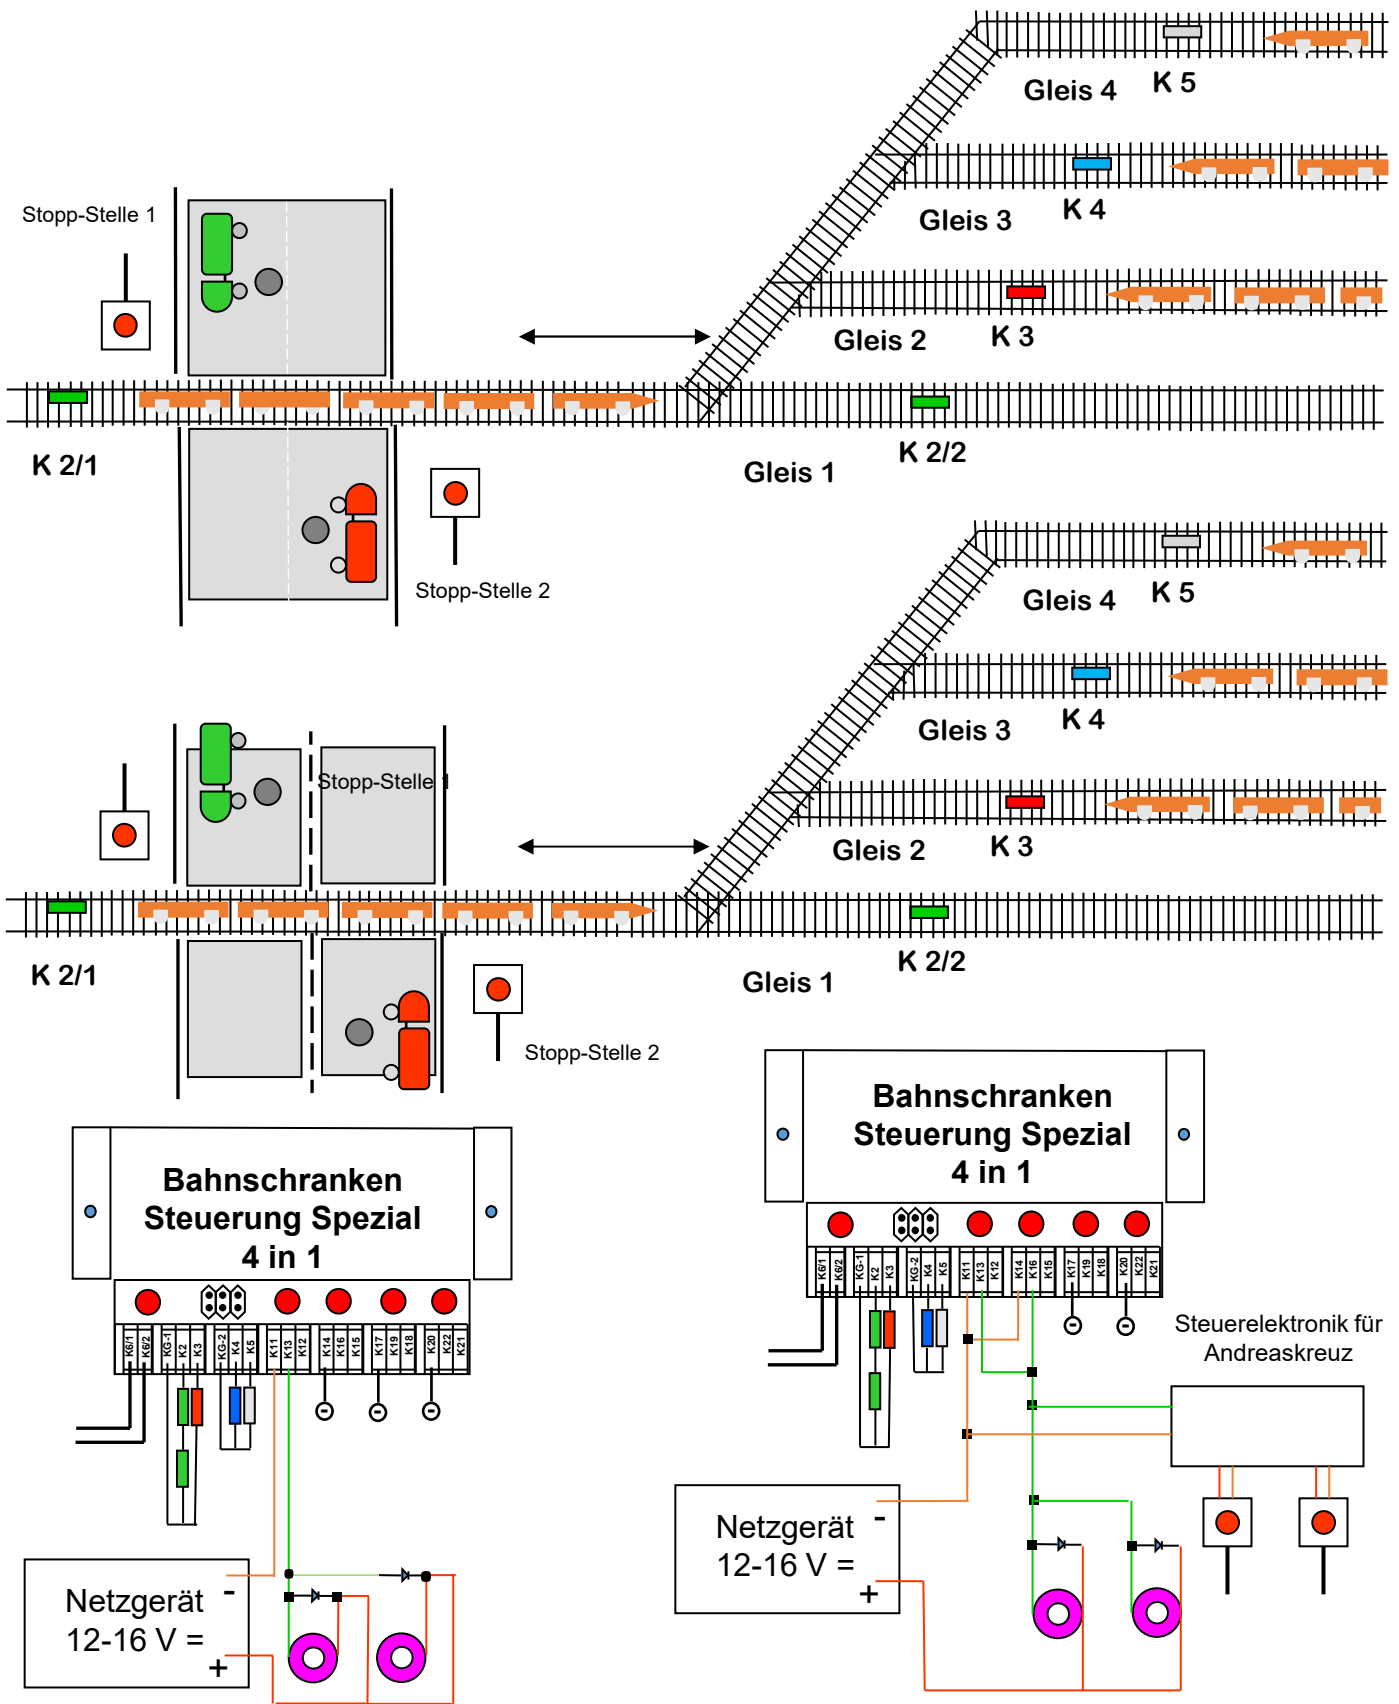 Gleis 4
K 5
Gleis 3
K 4
Stopp-Stelle 1
Gleis 2
K 3
K 2/1
Gleis 1
K 2/2
Stopp-Stelle 2
Gleis 4
K 5
Gleis 3
K 4
Stopp-Stelle 1
Gleis 2
K 3
K 2/1
Gleis 1
K 2/2
Stopp-Stelle 2
Bahnschranken
Steuerung Spezial
4 in 1
K6/1 K6/2 KG-1 K2 K3 KG-2 K4 K5 K11 K13 K12 K14 K16 K15 K17 K19 K18 K20 K22 K21
- - -
Netzgerät -
12-16 V =
+
Bahnschranken
Steuerung Spezial
4 in 1
K6/1 K6/2 KG-1 K2 K3 KG-2 K4 K5 K11 K13 K12 K14 K16 K15 K17 K19 K18 K20 K22 K21
- -
Steuerelektronik für
Andreaskreuz
Netzgerät -
12-16 V =
+